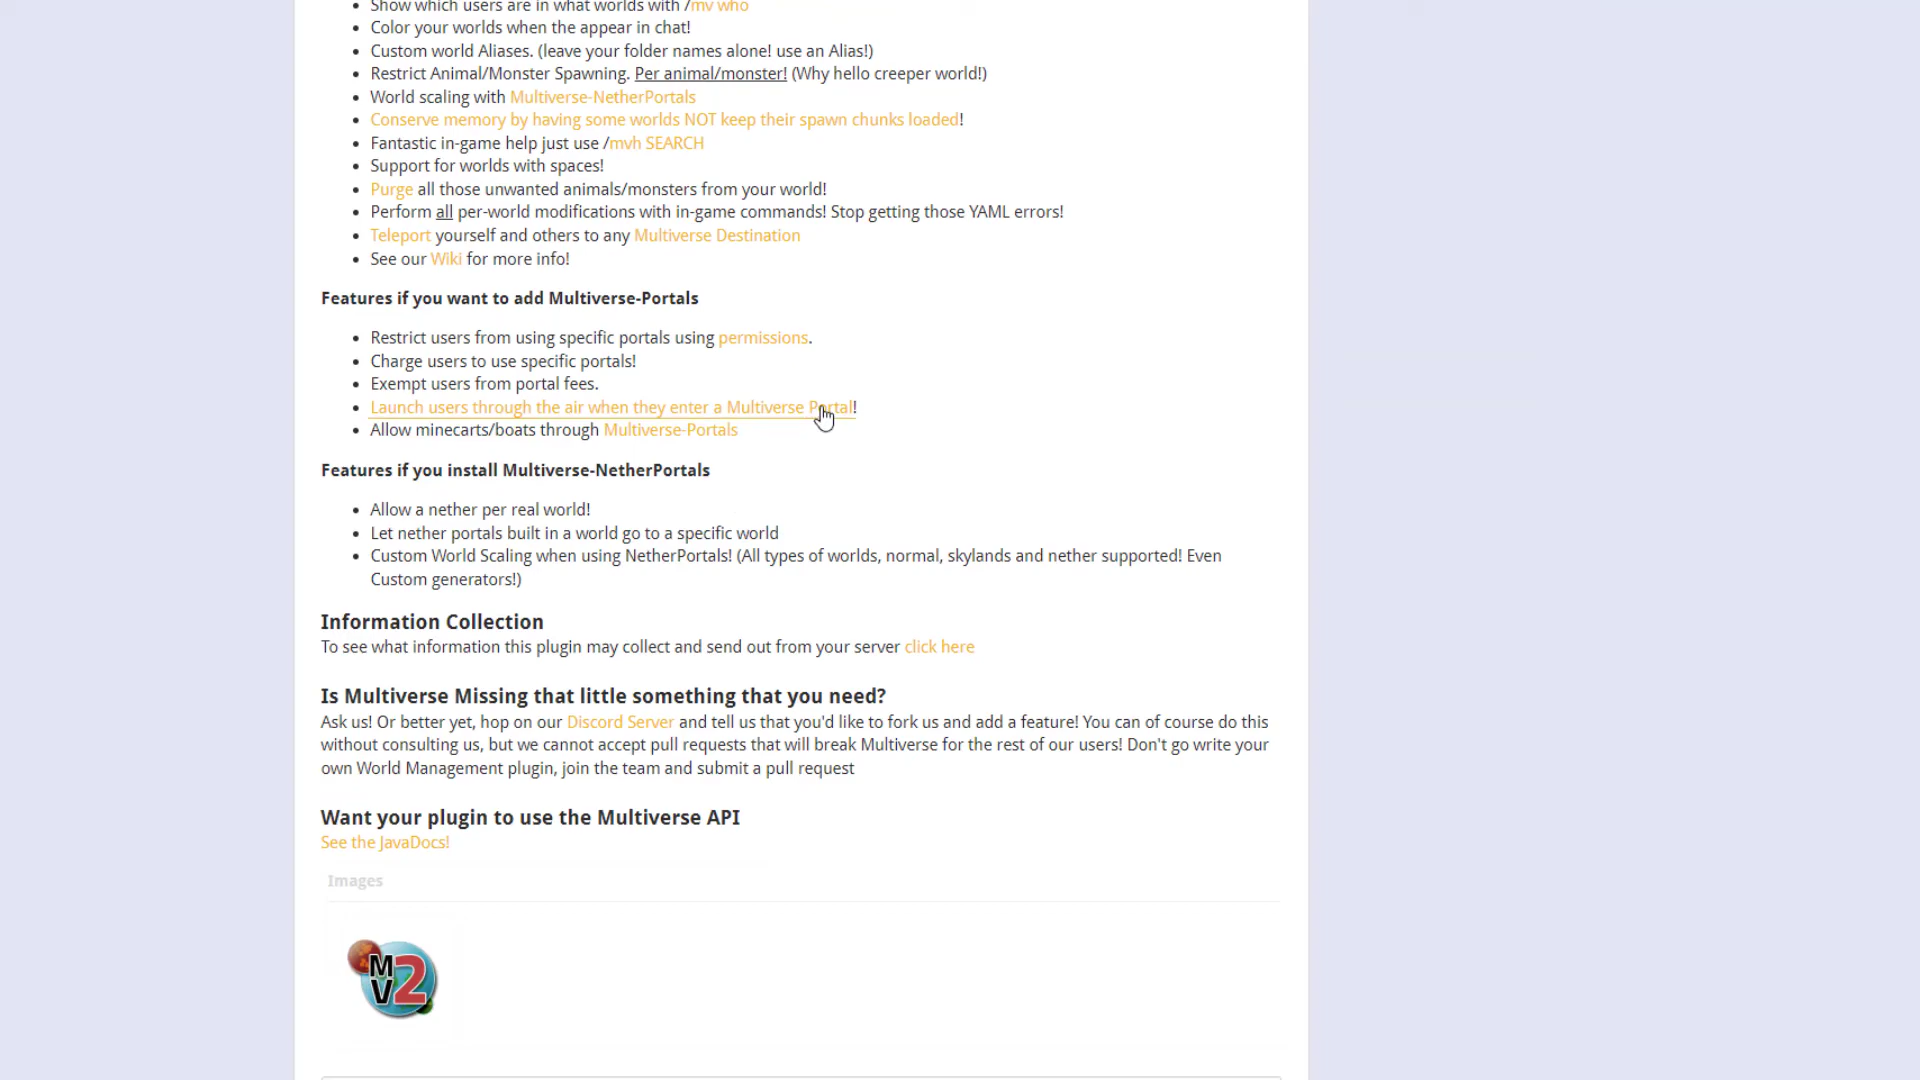 Show which users are in what worlds with /mv who
Color your worlds when the appear in chat!
Custom world Aliases. (leave your folder names alone! use an Alias!)
Restrict Animal/Monster Spawning. Per animal/monster! (Why hello creeper world!)
World scaling with Multiverse-NetherPortals
Conserve memory by having some worlds NOT keep their spawn chunks loaded!
Fantastic in-game help just use /mvh SEARCH
Support for worlds with spaces!
Purge all those unwanted animals/monsters from your world!
Perform all per-world modifications with in-game commands! Stop getting those YAML errors!
Teleport yourself and others to any Multiverse Destination
See our Wiki for more info!
Features if you want to add Multiverse-Portals
Restrict users from using specific portals using permissions.
Charge users to use specific portals!
Exempt users from portal fees.
Launch users through the air when they enter a Multiverse Portal!
Allow minecarts/boats through Multiverse-Portals
Features if you install Multiverse-NetherPortals
Allow a nether per real world!
Let nether portals built in a world go to a specific world
Custom World Scaling when using NetherPortals! (All types of worlds, normal, skylands and nether supported! Even
Custom generators!)
Information Collection
To see what information this plugin may collect and send out from your server click here
Is Multiverse Missing that little something that you need?
Ask us! Or better yet, hop on our Discord Server and tell us that you'd like to fork us and add a feature! You can of course do this
without consulting us, but we cannot accept pull requests that will break Multiverse for the rest of our users! Don't go write your
own World Management plugin, join the team and submit a pull request
Want your plugin to use the Multiverse API
See the JavaDocs!
Images
MV2